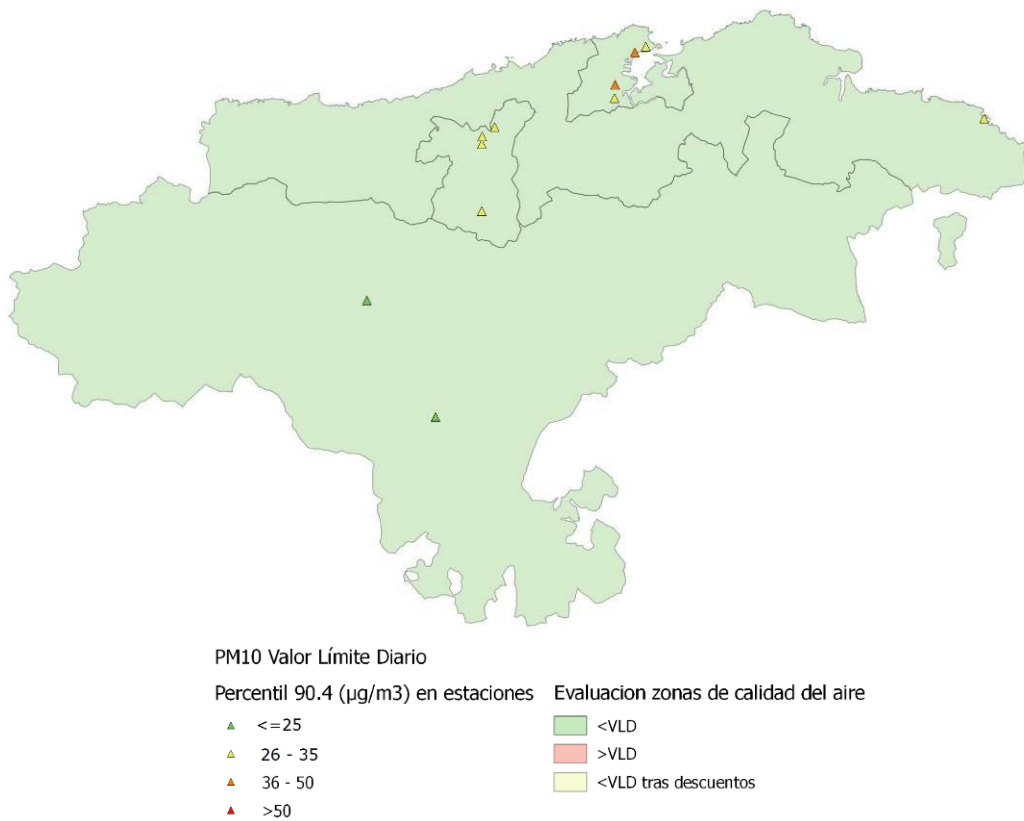 PM10 Valor Límite Diario
Percentil 90.4 (µg/m3) en estaciones
<=25
26 - 35
36 - 50
>50
Evaluacion zonas de calidad del aire
<VLD
>VLD
<VLD tras descuentos